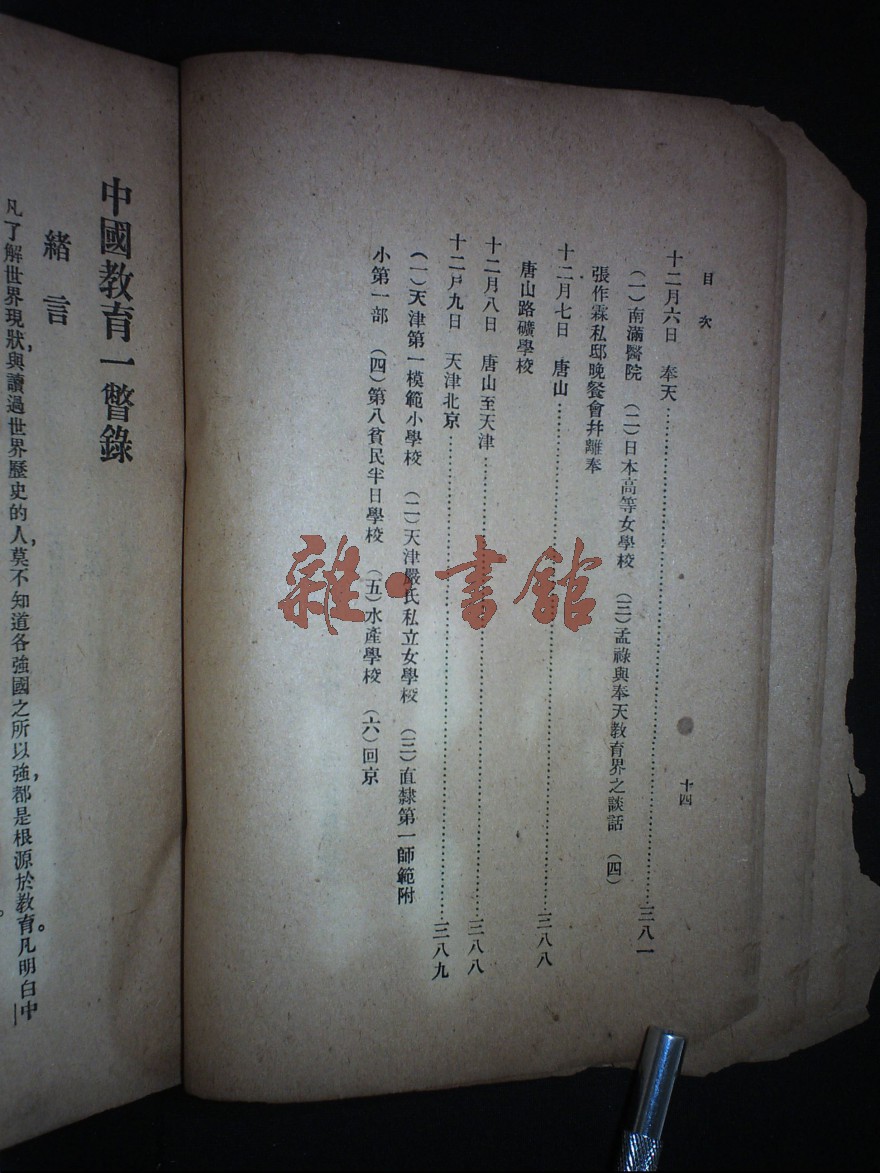 目次
十四
十二月六日　奉天……三八一
(一)南滿醫院　(二)日本高等女學校　(三)孟祿與奉天教育界之談話　(四)
張作霖私邸晚餐會幷離奉
十二月七日　唐山……三八八
唐山路礦學校
十二月八日　唐山至天津……三八八
十二戶九日　天津北京……三八九
(一)天津第一模範小學校　(二)天津嚴氏私立女學校　(三)直隸第一師範附
小第一部　(四)第八貧民半日學校　(五)水產學校　(六)回京
中國教育一瞥錄
緒言
凡了解世界現狀,與讀過世界歷史的人,莫不知道各強國之所以強,都是根源於教育。凡明白中
雜·書館